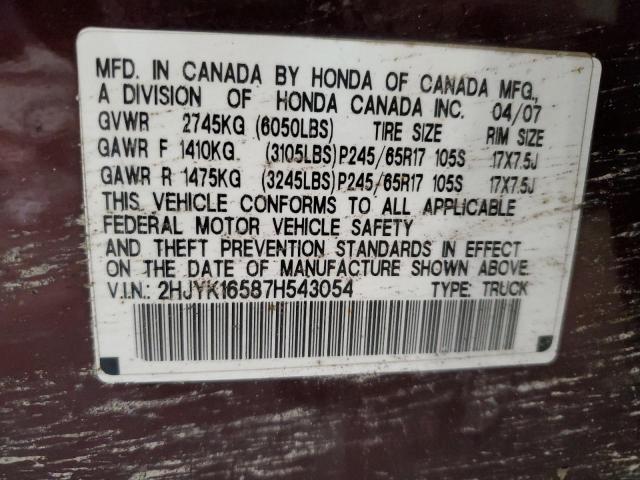 MFD. IN CANADA BY HONDA OF CANADA MFG.,
A DIVISION OF HONDA CANADA INC. 04/07
GVWR 2745KG (6050LBS) TIRE SIZE RIM SIZE
GAWR F 1410KG (3105LBS) P245/65R17 105S 17X7.5J
GAWR R 1475KG (3245LBS) P245/65R17 105S 17X7.5J
THIS VEHICLE CONFORMS TO ALL APPLICABLE
FEDERAL MOTOR VEHICLE SAFETY
AND THEFT PREVENTION STANDARDS IN EFFECT
ON THE DATE OF MANUFACTURE SHOWN ABOVE.
V.I.N.: 2HJYK16587H543054 TYPE: TRUCK